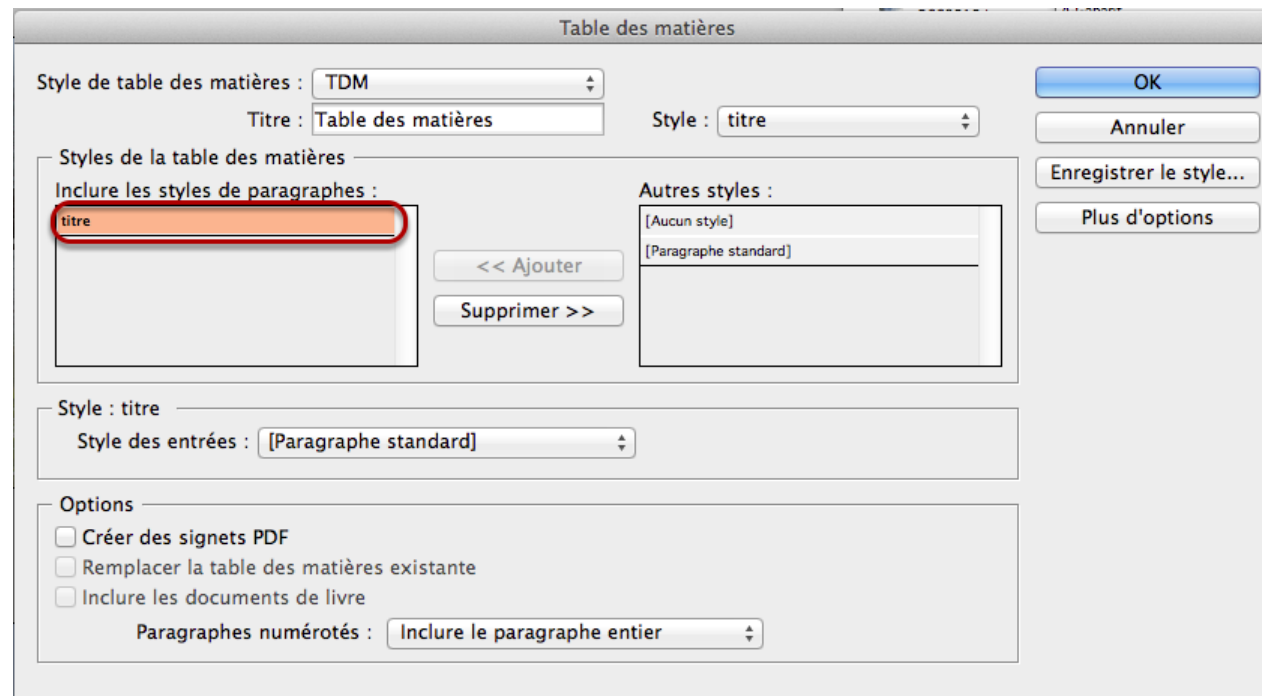 Table des matières
Style de table des matières : TDM
OK
Titre : Table des matières Style : titre
Annuler
Styles de la table des matières
Enregistrer le style...
Inclure les styles de paragraphes : Autres styles :
Plus d'options
titre
[Aucun style]
[Paragraphe standard]
<< Ajouter
Supprimer >>
Style : titre
Style des entrées : [Paragraphe standard]
Options
Créer des signets PDF
Remplacer la table des matières existante
Inclure les documents de livre
Paragraphes numérotés : Inclure le paragraphe entier